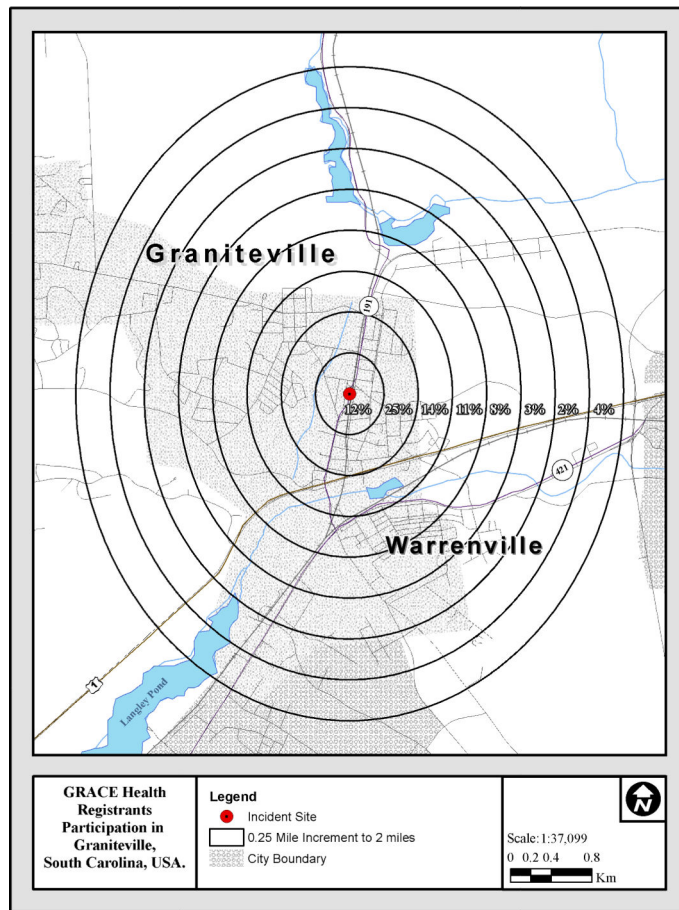 Graniteville
191
12% 25% 14% 11% 8% 3% 2% 4%
421
Warrenville
1
Langley Pond
GRACE Health
Registrants
Participation in
Graniteville,
South Carolina, USA.
Legend
Incident Site
0.25 Mile Increment to 2 miles
City Boundary
N
Scale:1:37,099
0 0.2 0.4 0.8
Km